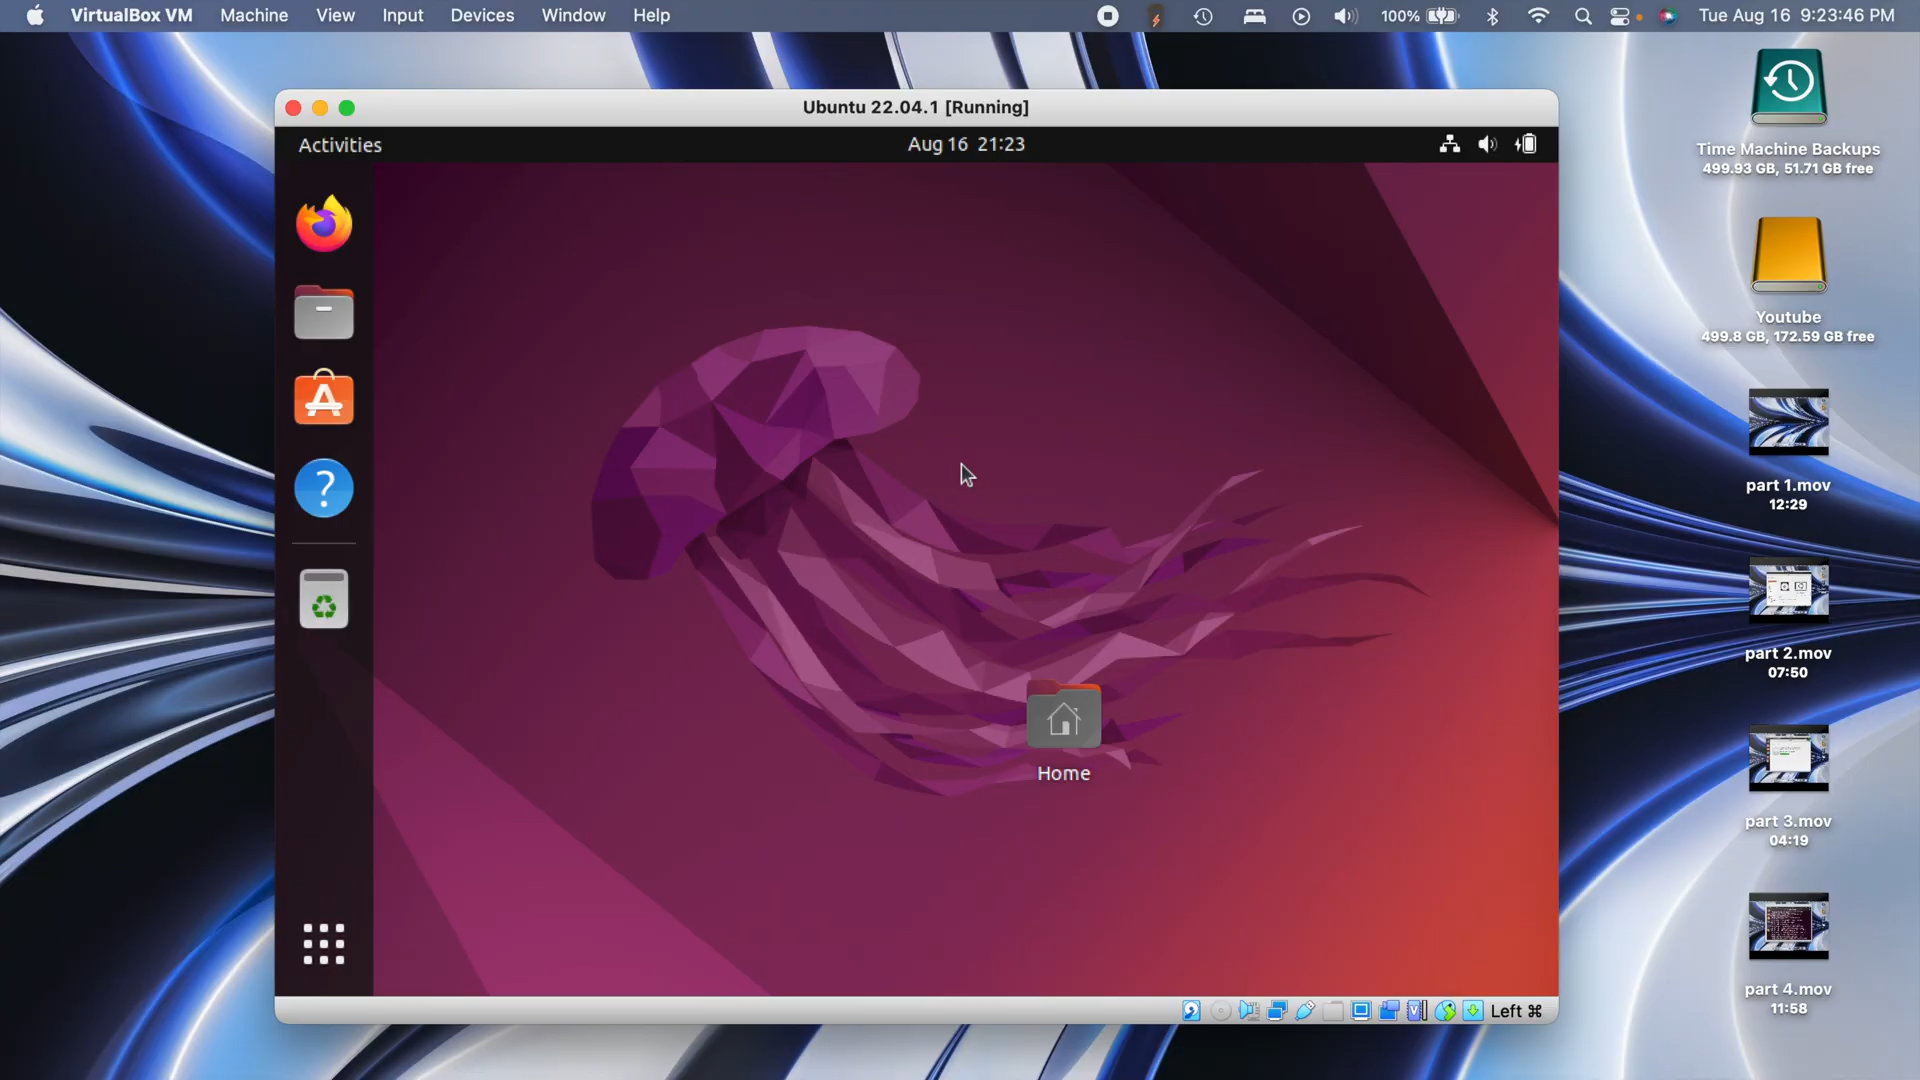 VirtualBox VM Machine View Input Devices Window Help 100% Tue Aug 16 9:23:46 PM
Ubuntu 22.04.1 [Running]
Activities Aug 16 21:23
Home
Left ⌘
Time Machine Backups
499.93 GB, 51.71 GB free
Youtube
499.8 GB, 172.59 GB free
part 1.mov
12:29
part 2.mov
07:50
part 3.mov
04:19
part 4.mov
11:58